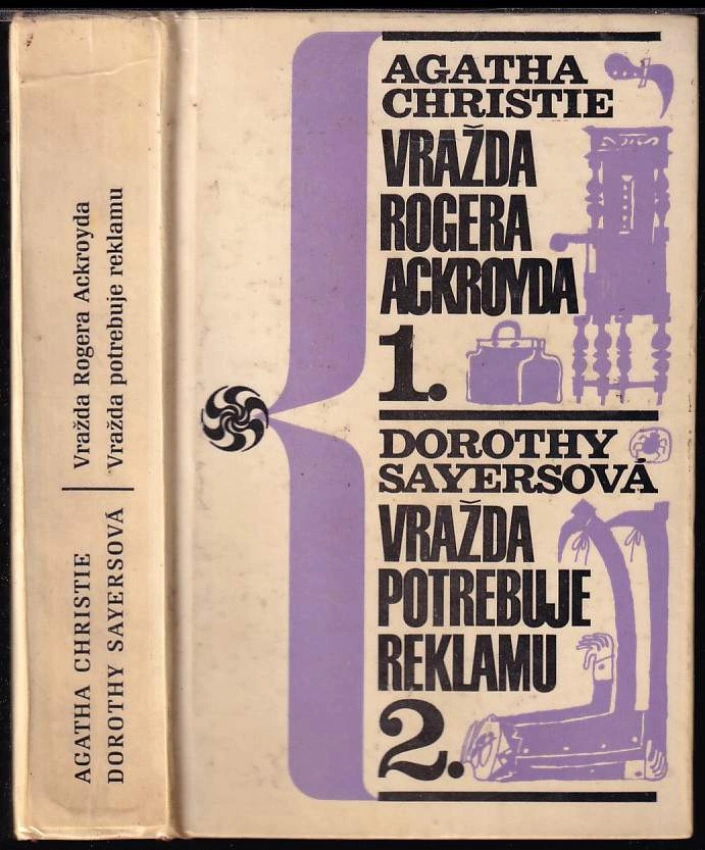 AGATHA CHRISTIE
DOROTHY SAYERSOVÁ
Vražda Rogera Ackroyda
Vražda potrebuje reklamu
AGATHA
CHRISTIE
VRAŽDA
ROGERA
ACKROYDA
1.
DOROTHY
SAYERSOVÁ
VRAŽDA
POTREBUJE
REKLAMU
2.